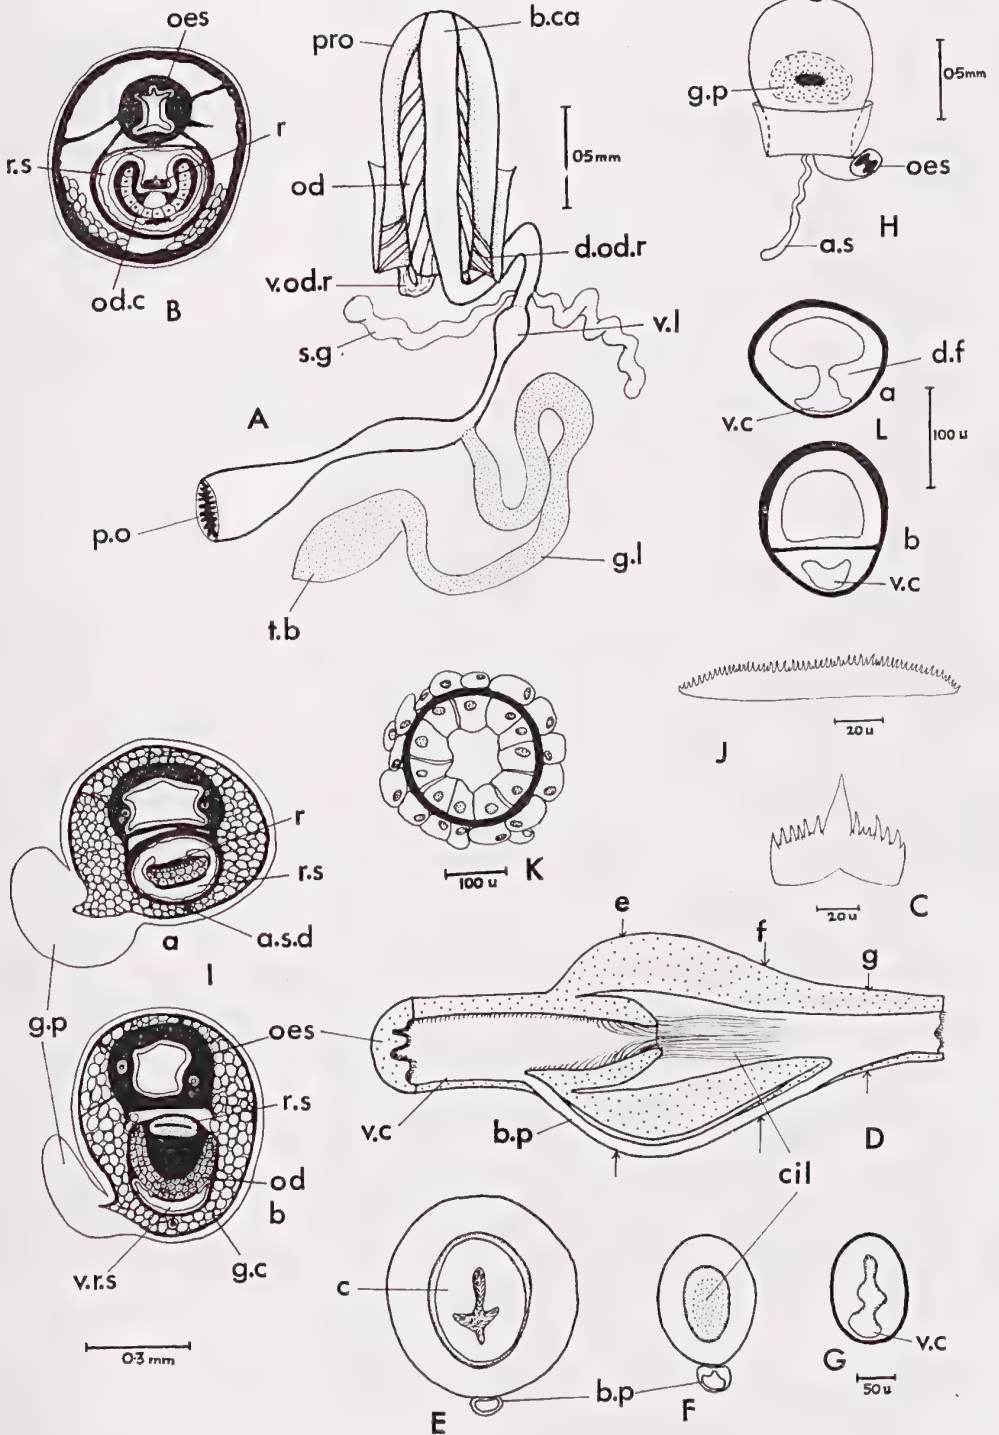 oes
r
r.s
od.c
B
pro
b.ca
05mm
od
d.od.r
v.od.r
s.g
v.l
A
p.o
g.l
t.b
05mm
g.p
oes
H
a.s
d.f
a
v.c
L
100 u
b
v.c
20 u
J
20 u
C
K
100 u
r
r.s
a.s.d
a
I
g.p
oes
r.s
od
b
g.c
v.r.s
0·3 mm
e
f
g
v.c
b.p
D
cil
c
E
b.p
F
v.c
G
50 u